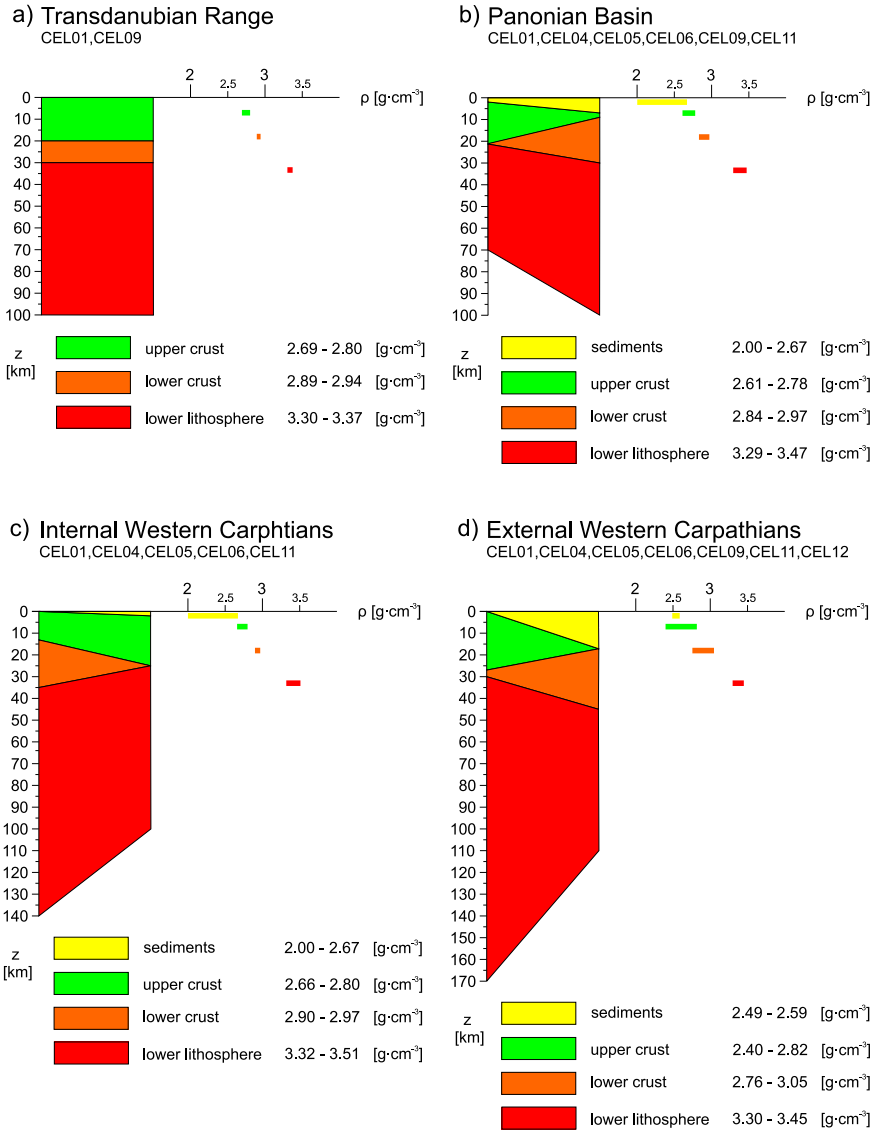 a) Transdanubian Range
CEL01,CEL09
2 3
2.5 3.5
ρ [g·cm⁻³]
0
10
20
30
40
50
60
70
80
90
100
z
[km]
upper crust 2.69 - 2.80 [g·cm⁻³]
lower crust 2.89 - 2.94 [g·cm⁻³]
lower lithosphere 3.30 - 3.37 [g·cm⁻³]
b) Panonian Basin
CEL01,CEL04,CEL05,CEL06,CEL09,CEL11
2 3
2.5 3.5
ρ [g·cm⁻³]
0
10
20
30
40
50
60
70
80
90
100
z
[km]
sediments 2.00 - 2.67 [g·cm⁻³]
upper crust 2.61 - 2.78 [g·cm⁻³]
lower crust 2.84 - 2.97 [g·cm⁻³]
lower lithosphere 3.29 - 3.47 [g·cm⁻³]
c) Internal Western Carphtians
CEL01,CEL04,CEL05,CEL06,CEL11
2 3
2.5 3.5
ρ [g·cm⁻³]
0
10
20
30
40
50
60
70
80
90
100
110
120
130
140
z
[km]
sediments 2.00 - 2.67 [g·cm⁻³]
upper crust 2.66 - 2.80 [g·cm⁻³]
lower crust 2.90 - 2.97 [g·cm⁻³]
lower lithosphere 3.32 - 3.51 [g·cm⁻³]
d) External Western Carpathians
CEL01,CEL04,CEL05,CEL06,CEL09,CEL11,CEL12
2 3
2.5 3.5
ρ [g·cm⁻³]
0
10
20
30
40
50
60
70
80
90
100
110
120
130
140
150
160
170
z
[km]
sediments 2.49 - 2.59 [g·cm⁻³]
upper crust 2.40 - 2.82 [g·cm⁻³]
lower crust 2.76 - 3.05 [g·cm⁻³]
lower lithosphere 3.30 - 3.45 [g·cm⁻³]